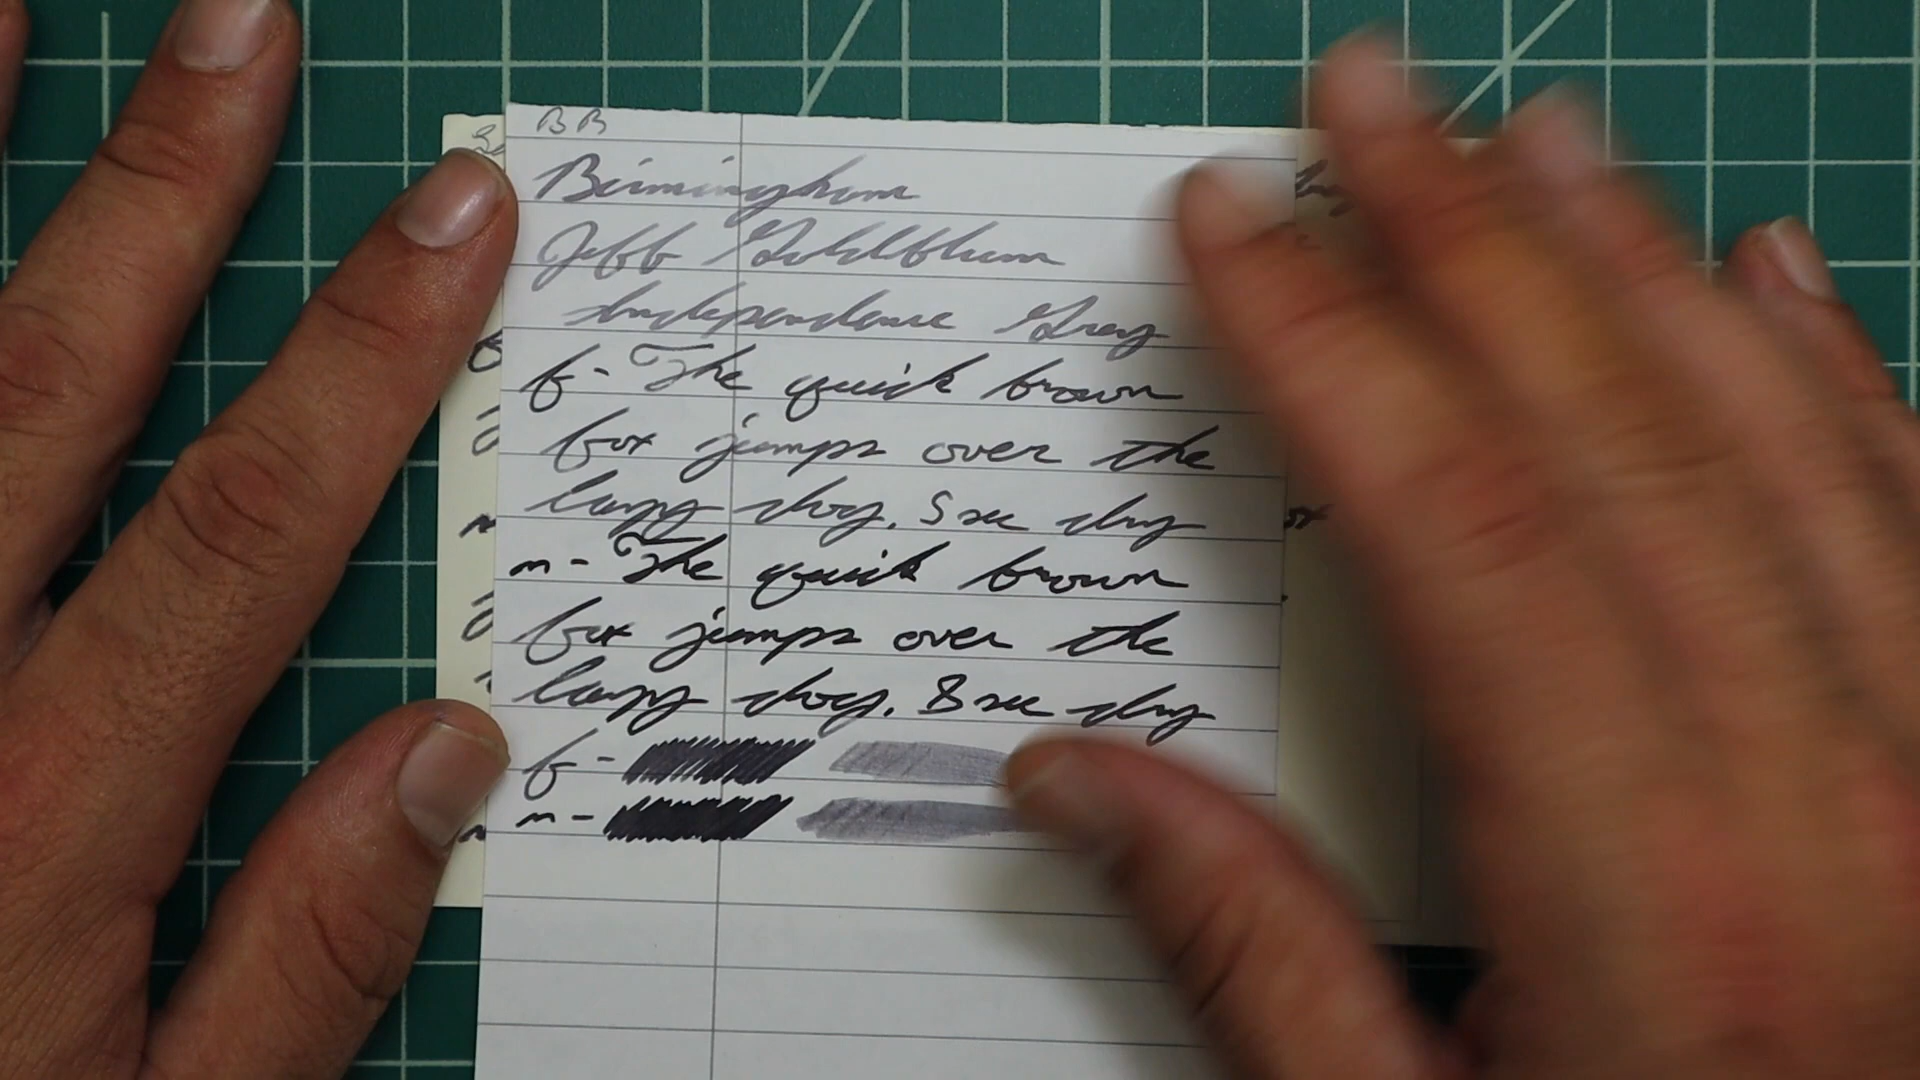 BB
Birmingham
Jeff Goldblum
Independence Grey
f - The quick brown
fox jumps over the
lazy dog. 5 sec dry
m - The quick brown
fox jumps over the
lazy dog. 8 sec dry
f -
m -